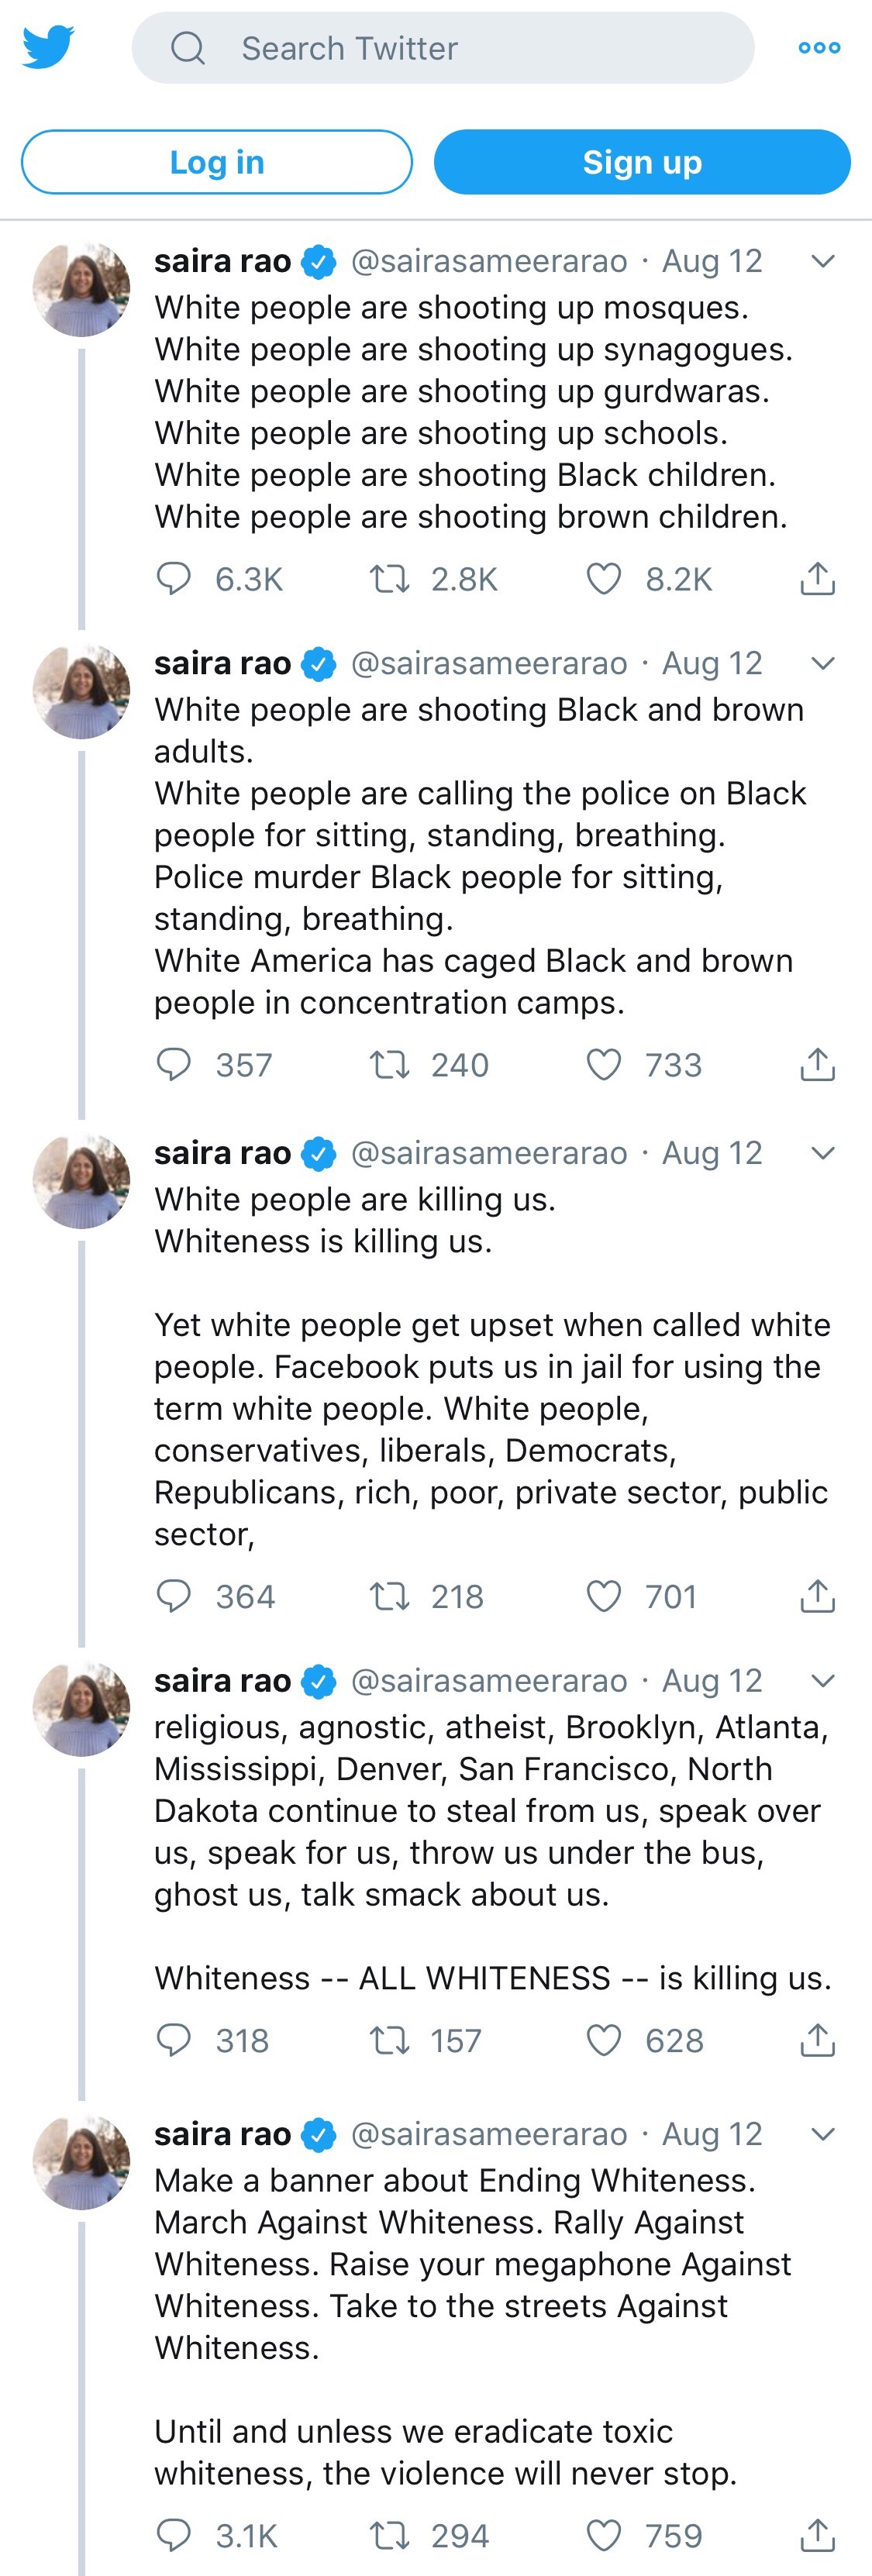 Search Twitter
Log in
Sign up
saira rao @sairasameerarao · Aug 12
White people are shooting up mosques.
White people are shooting up synagogues.
White people are shooting up gurdwaras.
White people are shooting up schools.
White people are shooting Black children.
White people are shooting brown children.
6.3K 2.8K 8.2K
saira rao @sairasameerarao · Aug 12
White people are shooting Black and brown
adults.
White people are calling the police on Black
people for sitting, standing, breathing.
Police murder Black people for sitting,
standing, breathing.
White America has caged Black and brown
people in concentration camps.
357 240 733
saira rao @sairasameerarao · Aug 12
White people are killing us.
Whiteness is killing us.
Yet white people get upset when called white
people. Facebook puts us in jail for using the
term white people. White people,
conservatives, liberals, Democrats,
Republicans, rich, poor, private sector, public
sector,
364 218 701
saira rao @sairasameerarao · Aug 12
religious, agnostic, atheist, Brooklyn, Atlanta,
Mississippi, Denver, San Francisco, North
Dakota continue to steal from us, speak over
us, speak for us, throw us under the bus,
ghost us, talk smack about us.
Whiteness -- ALL WHITENESS -- is killing us.
318 157 628
saira rao @sairasameerarao · Aug 12
Make a banner about Ending Whiteness.
March Against Whiteness. Rally Against
Whiteness. Raise your megaphone Against
Whiteness. Take to the streets Against
Whiteness.
Until and unless we eradicate toxic
whiteness, the violence will never stop.
3.1K 294 759